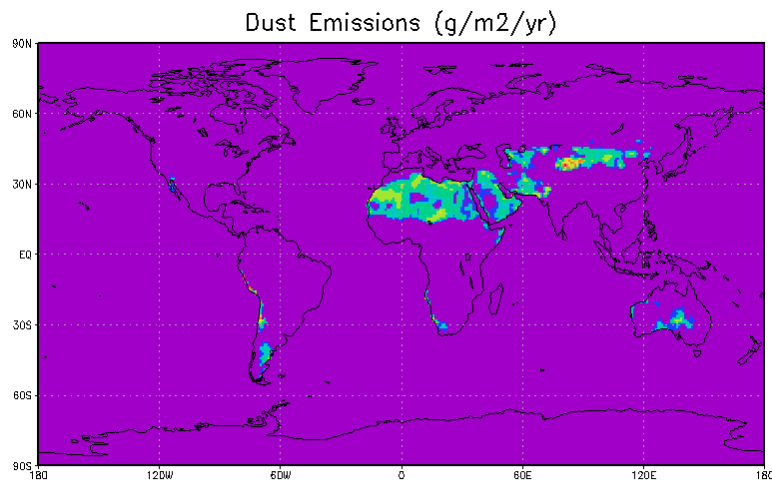 Dust Emissions (g/m2/yr)
90N
60N
30N
EQ
30S
60S
90S
180 120W 60W 0 60E 120E 180